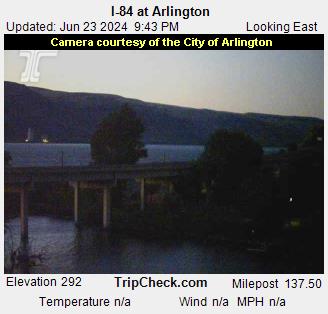 I-84 at Arlington
Updated: Jun 23 2024 9:43 PM Looking East
Camera courtesy of the City of Arlington
Elevation 292 TripCheck.com Milepost 137.50
Temperature n/a Wind n/a MPH n/a